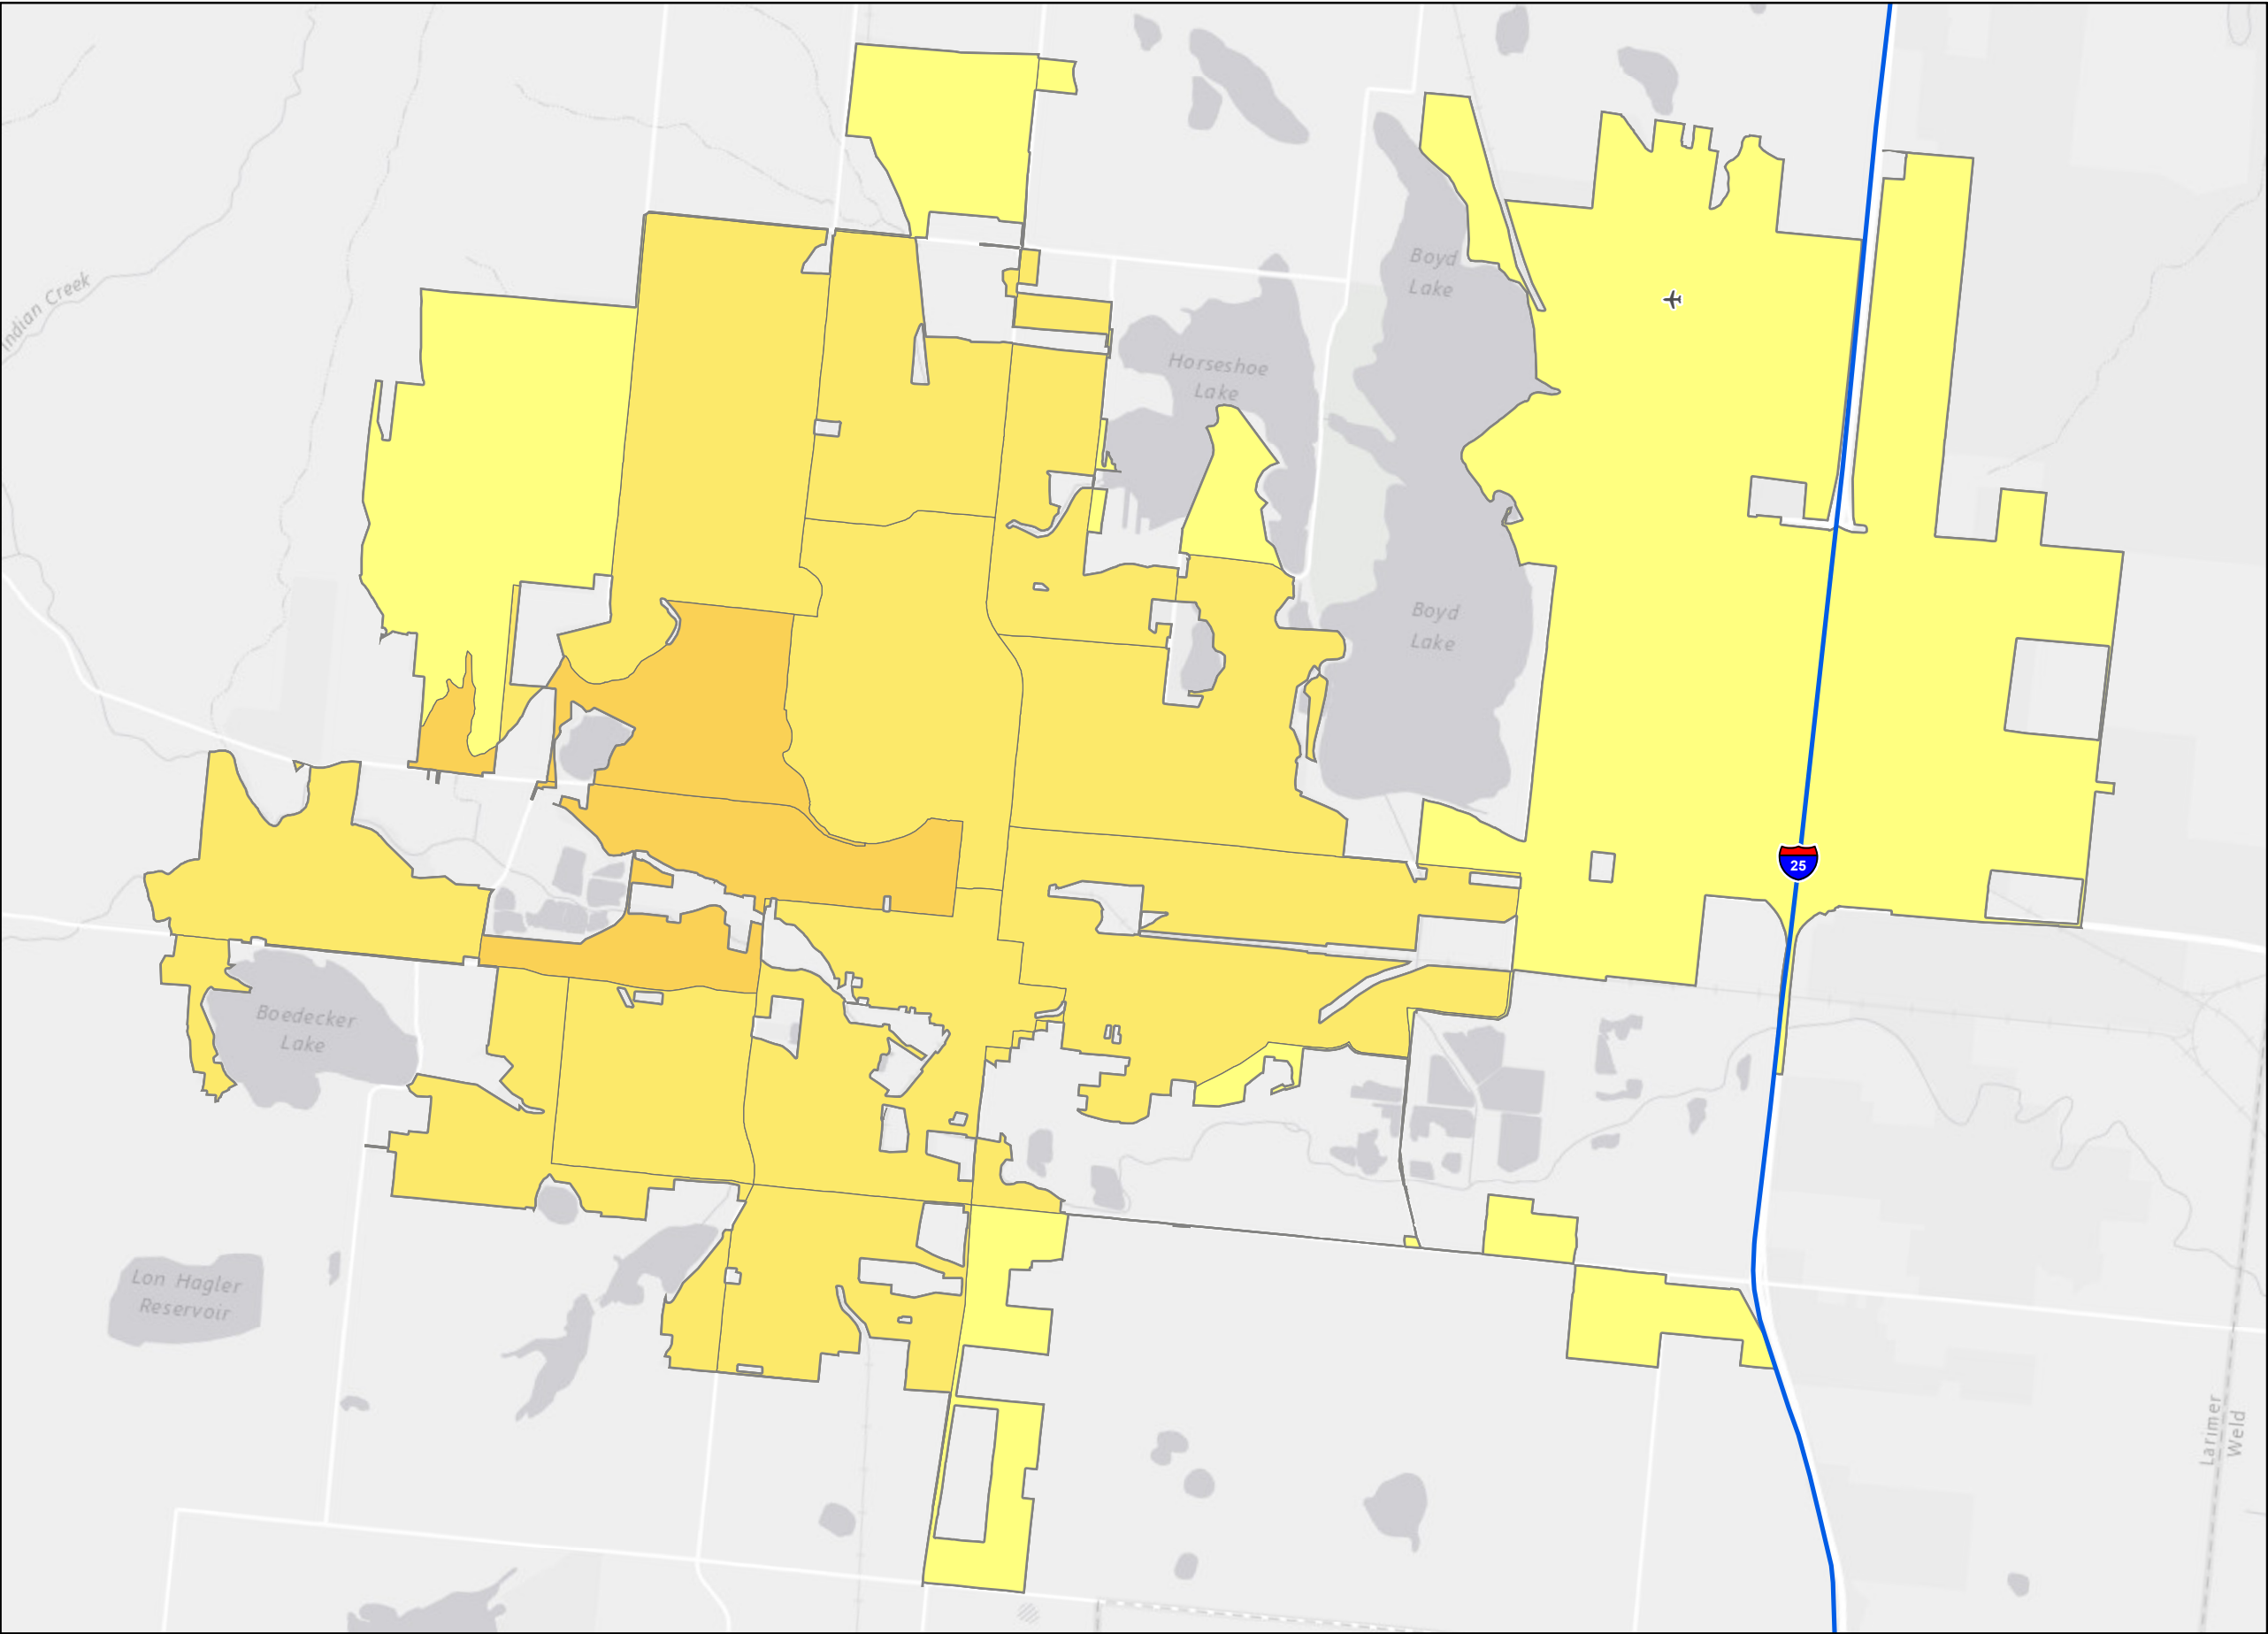 Indian Creek
Boyd
Lake
Horseshoe
Lake
Boyd
Lake
25
Boedecker
Lake
Lon Hagler
Reservoir
Larimer
Weld